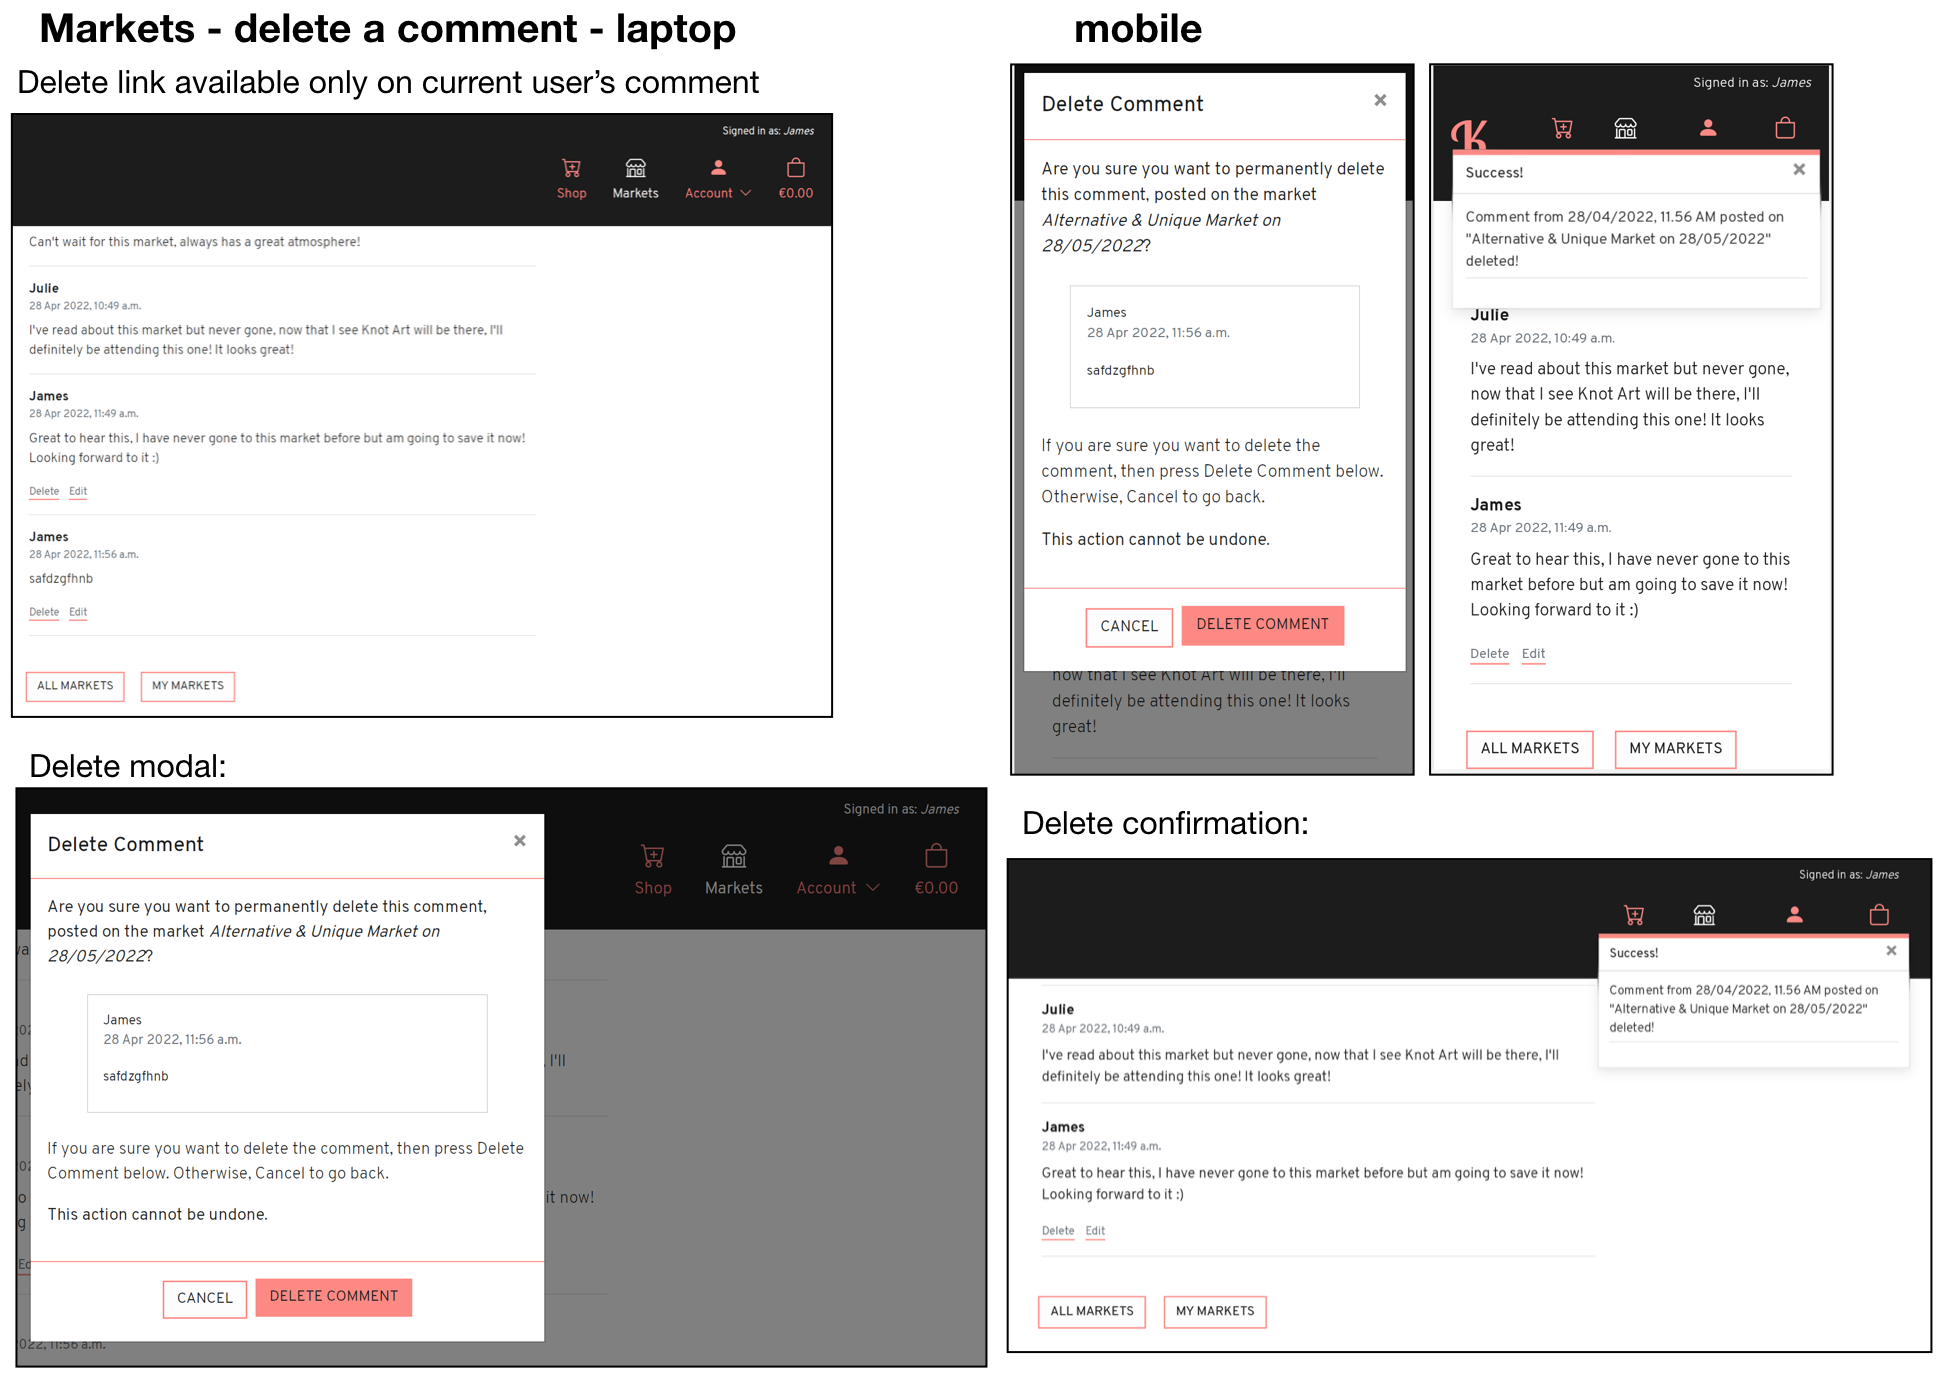 Markets - delete a comment - laptop
Delete link available only on current user’s comment
Signed in as: James
Shop
Markets
Account
€0.00
Can't wait for this market, always has a great atmosphere!
Julie
28 Apr 2022, 10:49 a.m.
I've read about this market but never gone, now that I see Knot Art will be there, I'll
definitely be attending this one! It looks great!
James
28 Apr 2022, 11:49 a.m.
Great to hear this, I have never gone to this market before but am going to save it now!
Looking forward to it :)
Delete Edit
James
28 Apr 2022, 11:56 a.m.
safdzgfhnb
Delete Edit
ALL MARKETS
MY MARKETS
mobile
Delete Comment
×
Are you sure you want to permanently delete
this comment, posted on the market
Alternative & Unique Market on
28/05/2022?
James
28 Apr 2022, 11:56 a.m.
safdzgfhnb
If you are sure you want to delete the
comment, then press Delete Comment below.
Otherwise, Cancel to go back.
This action cannot be undone.
CANCEL
DELETE COMMENT
now that I see Knot Art will be there, I'll
definitely be attending this one! It looks
great!
Signed in as: James
K
Success!
×
Comment from 28/04/2022, 11.56 AM posted on
"Alternative & Unique Market on 28/05/2022"
deleted!
Julie
28 Apr 2022, 10:49 a.m.
I've read about this market but never gone,
now that I see Knot Art will be there, I'll
definitely be attending this one! It looks
great!
James
28 Apr 2022, 11:49 a.m.
Great to hear this, I have never gone to this
market before but am going to save it now!
Looking forward to it :)
Delete Edit
ALL MARKETS
MY MARKETS
Delete modal:
Signed in as: James
Shop
Markets
Account
€0.00
Delete Comment
×
Are you sure you want to permanently delete this comment,
posted on the market Alternative & Unique Market on
28/05/2022?
James
28 Apr 2022, 11:56 a.m.
safdzgfhnb
I'll
If you are sure you want to delete the comment, then press Delete
Comment below. Otherwise, Cancel to go back.
it now!
This action cannot be undone.
CANCEL
DELETE COMMENT
2022, 11:56 a.m.
Delete confirmation:
Signed in as: James
Success!
×
Comment from 28/04/2022, 11.56 AM posted on
"Alternative & Unique Market on 28/05/2022"
deleted!
Julie
28 Apr 2022, 10:49 a.m.
I've read about this market but never gone, now that I see Knot Art will be there, I'll
definitely be attending this one! It looks great!
James
28 Apr 2022, 11:49 a.m.
Great to hear this, I have never gone to this market before but am going to save it now!
Looking forward to it :)
Delete Edit
ALL MARKETS
MY MARKETS